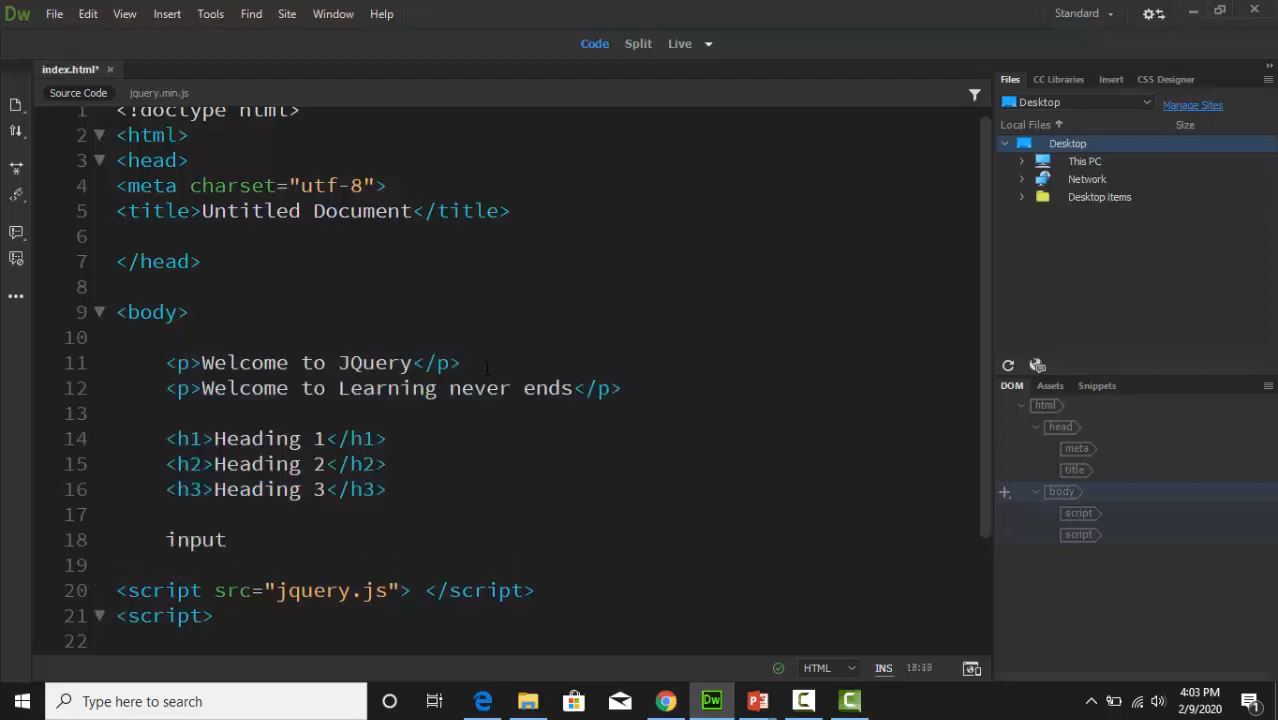 Dw File Edit View Insert Tools Find Site Window Help Standard
Code Split Live
index.html*
Source Code jquery.min.js
1 <!doctype html>
2 <html>
3 <head>
4 <meta charset="utf-8">
5 <title>Untitled Document</title>
6
7 </head>
8
9 <body>
10
11 <p>Welcome to JQuery</p>
12 <p>Welcome to Learning never ends</p>
13
14 <h1>Heading 1</h1>
15 <h2>Heading 2</h2>
16 <h3>Heading 3</h3>
17
18 input
19
20 <script src="jquery.js"> </script>
21 <script>
22
HTML INS 18:10
Files CC Libraries Insert CSS Designer
Desktop Manage Sites
Local Files Size
Desktop
This PC
Network
Desktop items
DOM Assets Snippets
html
head
meta
title
body
script
script
Type here to search
Dw
4:03 PM
2/9/2020
1